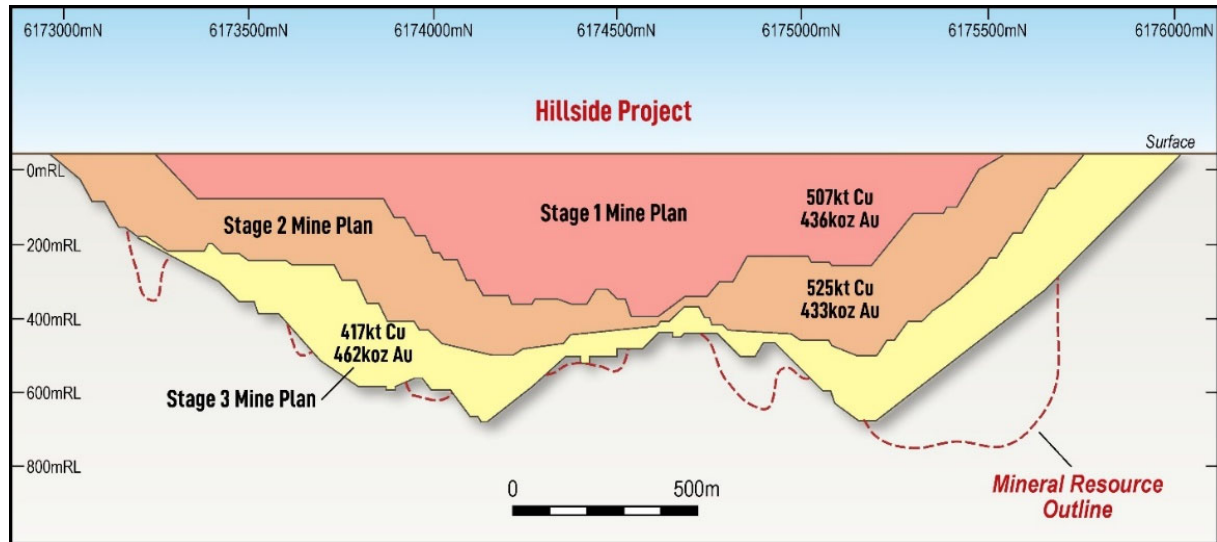 6173000mN
6173500mN
6174000mN
6174500mN
6175000mN
6175500mN
6176000mN
Hillside Project
Surface
0mRL
200mRL
400mRL
600mRL
800mRL
Stage 1 Mine Plan
507kt Cu
436koz Au
Stage 2 Mine Plan
525kt Cu
433koz Au
417kt Cu
462koz Au
Stage 3 Mine Plan
0
500m
Mineral Resource
Outline